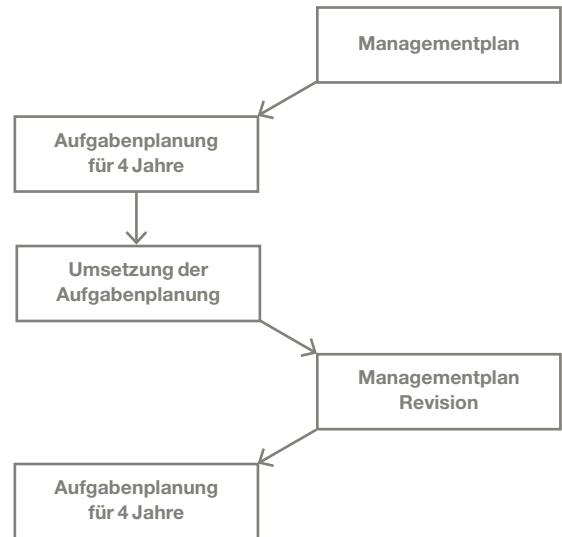 Managementplan
Aufgabenplanung
für 4 Jahre
Umsetzung der
Aufgabenplanung
Managementplan
Revision
Aufgabenplanung
für 4 Jahre